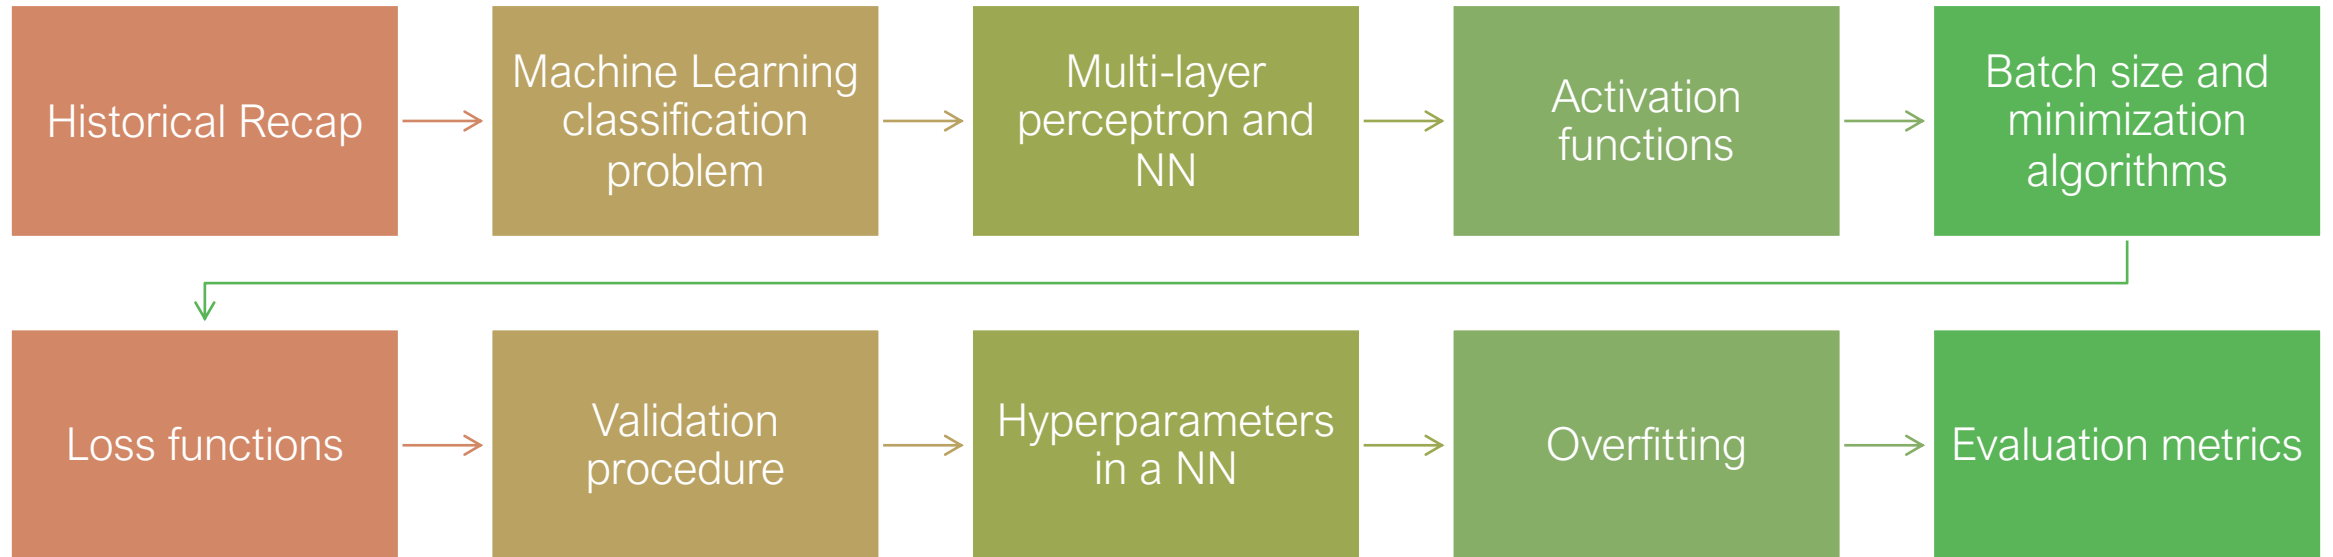 Historical Recap
Machine Learning
classification
problem
Multi-layer
perceptron and
NN
Activation
functions
Batch size and
minimization
algorithms
Loss functions
Validation
procedure
Hyperparameters
in a NN
Overfitting
Evaluation metrics